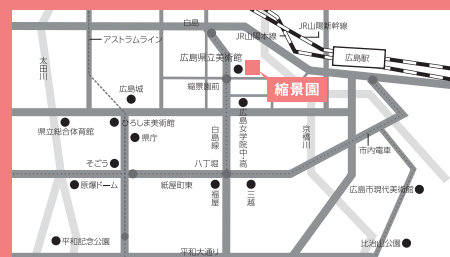 白島
JR山陽新幹線
JR山陽本線
アストラムライン
広島県立美術館
広島駅
太田川
広島城
縮景園前
縮景園
ひろしま美術館
県立総合体育館
県庁
白島線
広島女学院中・高
京橋川
市内電車
そごう
八丁堀
原爆ドーム
紙屋町東
福屋
三越
広島市現代美術館
平和記念公園
平和大通り
比治山公園